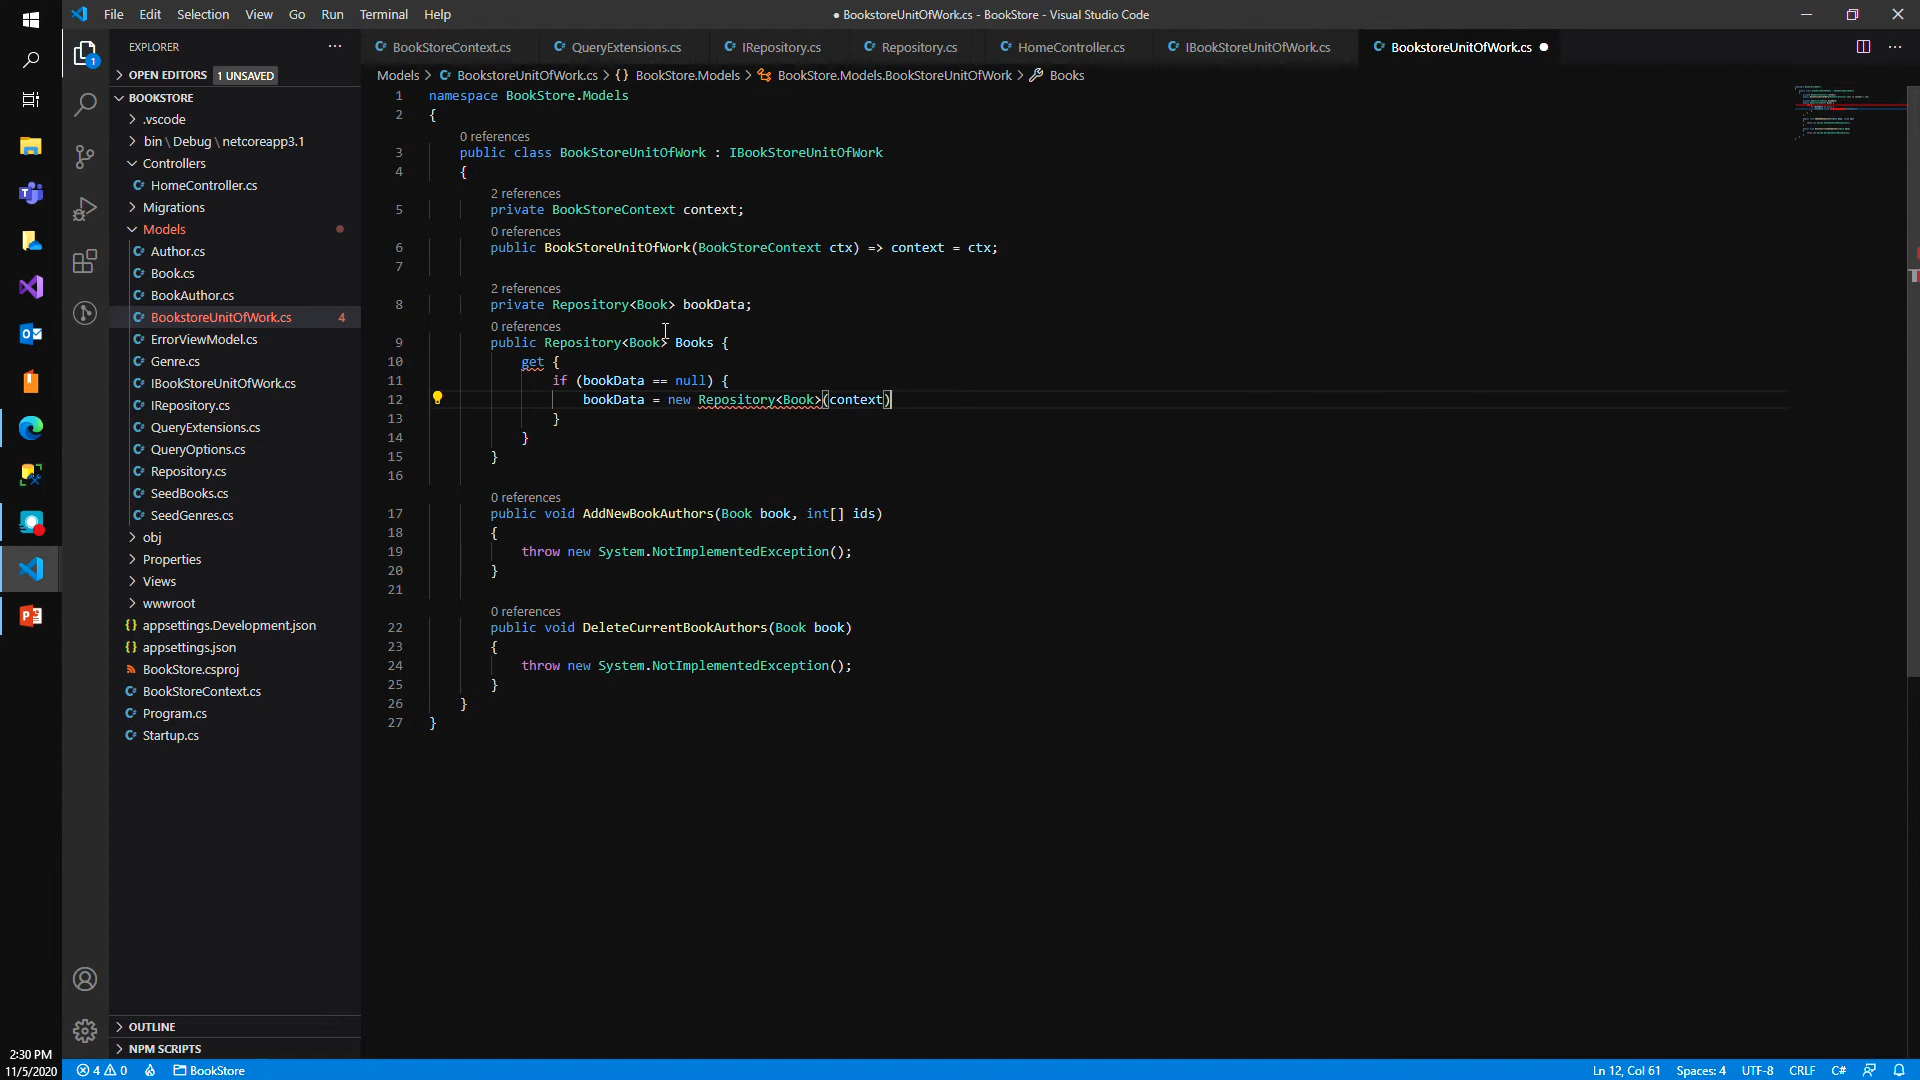 File Edit Selection View Go Run Terminal Help
● BookstoreUnitOfWork.cs - BookStore - Visual Studio Code
EXPLORER
OPEN EDITORS 1 UNSAVED
BOOKSTORE
.vscode
bin \ Debug \ netcoreapp3.1
Controllers
C# HomeController.cs
Migrations
Models
C# Author.cs
C# Book.cs
C# BookAuthor.cs
C# BookstoreUnitOfWork.cs 4
C# ErrorViewModel.cs
C# Genre.cs
C# IBookStoreUnitOfWork.cs
C# IRepository.cs
C# QueryExtensions.cs
C# QueryOptions.cs
C# Repository.cs
C# SeedBooks.cs
C# SeedGenres.cs
obj
Properties
Views
wwwroot
{} appsettings.Development.json
{} appsettings.json
BookStore.csproj
C# BookStoreContext.cs
C# Program.cs
C# Startup.cs
OUTLINE
NPM SCRIPTS
C# BookStoreContext.cs C# QueryExtensions.cs C# IRepository.cs C# Repository.cs C# HomeController.cs C# IBookStoreUnitOfWork.cs C# BookstoreUnitOfWork.cs ●
Models > C# BookstoreUnitOfWork.cs > {} BookStore.Models > BookStore.Models.BookStoreUnitOfWork > Books
1 namespace BookStore.Models
2 {
0 references
3 public class BookStoreUnitOfWork : IBookStoreUnitOfWork
4 {
2 references
5 private BookStoreContext context;
0 references
6 public BookStoreUnitOfWork(BookStoreContext ctx) => context = ctx;
7
2 references
8 private Repository<Book> bookData;
0 references
9 public Repository<Book> Books {
10 get {
11 if (bookData == null) {
12 bookData = new Repository<Book>(context)
13 }
14 }
15 }
16
0 references
17 public void AddNewBookAuthors(Book book, int[] ids)
18 {
19 throw new System.NotImplementedException();
20 }
21
0 references
22 public void DeleteCurrentBookAuthors(Book book)
23 {
24 throw new System.NotImplementedException();
25 }
26 }
27 }
1
2:30 PM
11/5/2020
4 0 BookStore
Ln 12, Col 61 Spaces: 4 UTF-8 CRLF C#